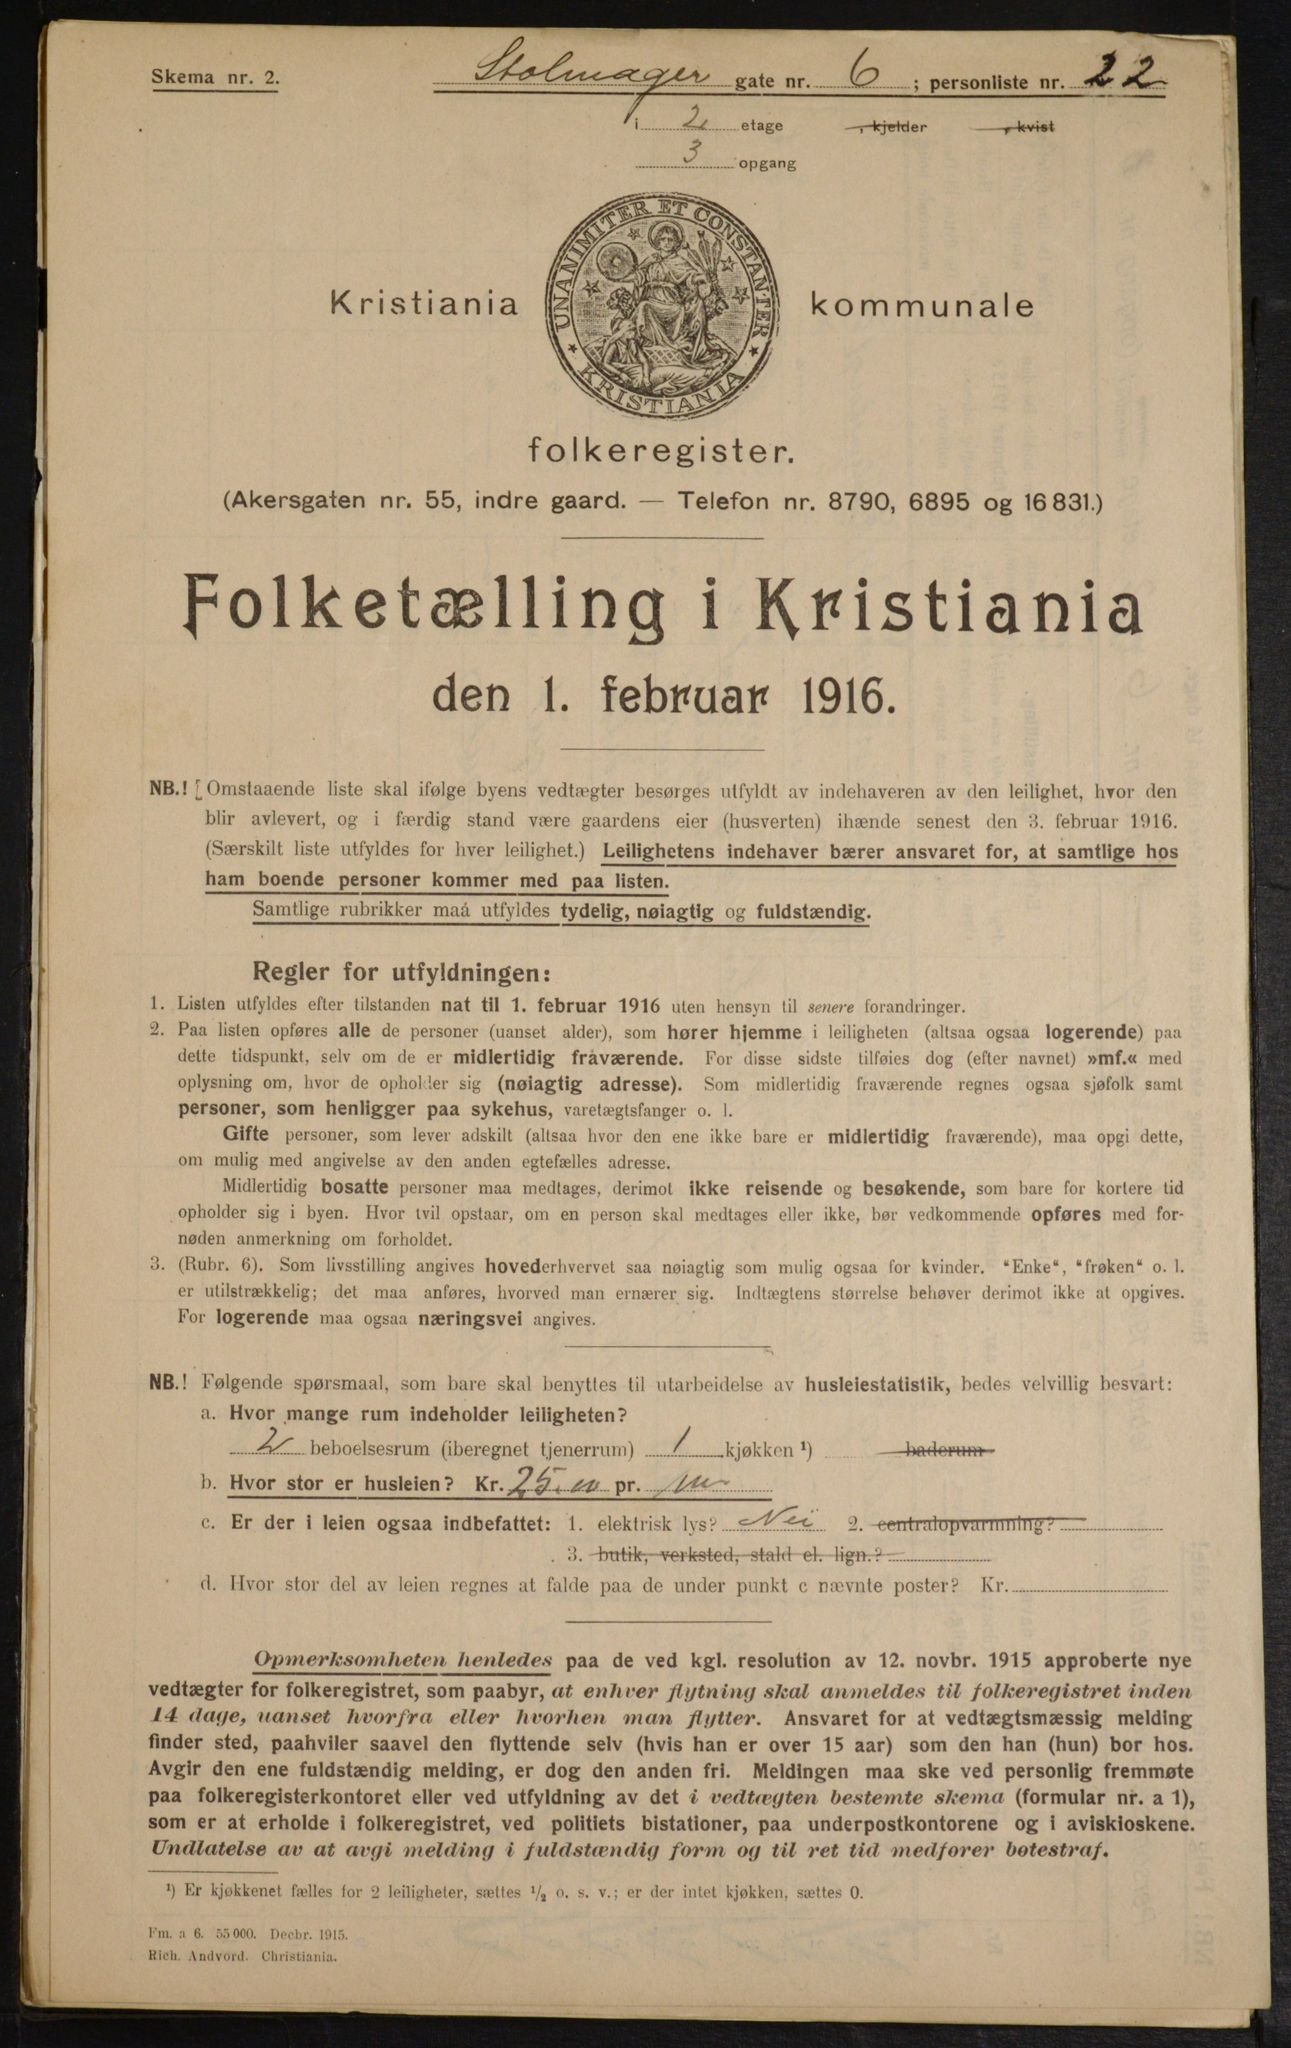 Skema nr. 2.
Stolmager gate nr. 6 ; personliste nr. 22
i 2 etage , kjelder , kvist
3 opgang
UNANIMITER ET CONSTANTER
KRISTIANIA
Kristiania kommunale
folkeregister.
(Akersgaten nr. 55, indre gaard. — Telefon nr. 8790, 6895 og 16 831.)
Folketælling i Kristiania
den 1. februar 1916.
NB.! [Omstaaende liste skal ifølge byens vedtægter besørges utfyldt av indehaveren av den leilighet, hvor den
blir avlevert, og i færdig stand være gaardens eier (husverten) ihænde senest den 3. februar 1916.
(Særskilt liste utfyldes for hver leilighet.) Leilighetens indehaver bærer ansvaret for, at samtlige hos
ham boende personer kommer med paa listen.
Samtlige rubrikker maa utfyldes tydelig, nøiagtig og fuldstændig.
Regler for utfyldningen:
1. Listen utfyldes efter tilstanden nat til 1. februar 1916 uten hensyn til senere forandringer.
2. Paa listen opføres alle de personer (uanset alder), som hører hjemme i leiligheten (altsaa ogsaa logerende) paa
dette tidspunkt, selv om de er midlertidig fraværende. For disse sidste tilføies dog (efter navnet) »mf.« med
oplysning om, hvor de opholder sig (nøiagtig adresse). Som midlertidig fraværende regnes ogsaa sjøfolk samt
personer, som henligger paa sykehus, varetægtsfanger o. l.
Gifte personer, som lever adskilt (altsaa hvor den ene ikke bare er midlertidig fraværende), maa opgi dette,
om mulig med angivelse av den anden egtefælles adresse.
Midlertidig bosatte personer maa medtages, derimot ikke reisende og besøkende, som bare for kortere tid
opholder sig i byen. Hvor tvil opstaar, om en person skal medtages eller ikke, bør vedkommende opføres med for-
nøden anmerkning om forholdet.
3. (Rubr. 6). Som livsstilling angives hovederhvervet saa nøiagtig som mulig ogsaa for kvinder. "Enke", "frøken" o. l.
er utilstrækkelig; det maa anføres, hvorved man ernærer sig. Indtægtens størrelse behøver derimot ikke at opgives.
For logerende maa ogsaa næringsvei angives.
NB.! Følgende spørsmaal, som bare skal benyttes til utarbeidelse av husleiestatistik, bedes velvillig besvart:
a. Hvor mange rum indeholder leiligheten?
2 beboelsesrum (iberegnet tjenerrum) 1 kjøkken ¹) baderum
b. Hvor stor er husleien? Kr. 25.00 pr. m
c. Er der i leien ogsaa indbefattet: 1. elektrisk lys? Nei 2. centralopvarmning?
3. butik, verksted, stald el. lign.?
d. Hvor stor del av leien regnes at falde paa de under punkt c nævnte poster? Kr.
Opmerksomheten henledes paa de ved kgl. resolution av 12. novbr. 1915 approberte nye
vedtægter for folkeregistret, som paabyr, at enhver flytning skal anmeldes til folkeregistret inden
14 dage, uanset hvorfra eller hvorhen man flytter. Ansvaret for at vedtægtsmæssig melding
finder sted, paahviler saavel den flyttende selv (hvis han er over 15 aar) som den han (hun) bor hos.
Avgir den ene fuldstændig melding, er dog den anden fri. Meldingen maa ske ved personlig fremmøte
paa folkeregisterkontoret eller ved utfyldning av det i vedtægten bestemte skema (formular nr. a 1),
som er at erholde i folkeregistret, ved politiets bistationer, paa underpostkontorene og i aviskioskene.
Undlatelse av at avgi melding i fuldstændig form og til ret tid medfører bøtestraf.
¹) Er kjøkkenet fælles for 2 leiligheter, sættes ½ o. s. v.; er der intet kjøkken, sættes 0.
Fm. a 6. 55 000. Decbr. 1915.
Rich. Andvord. Christiania.